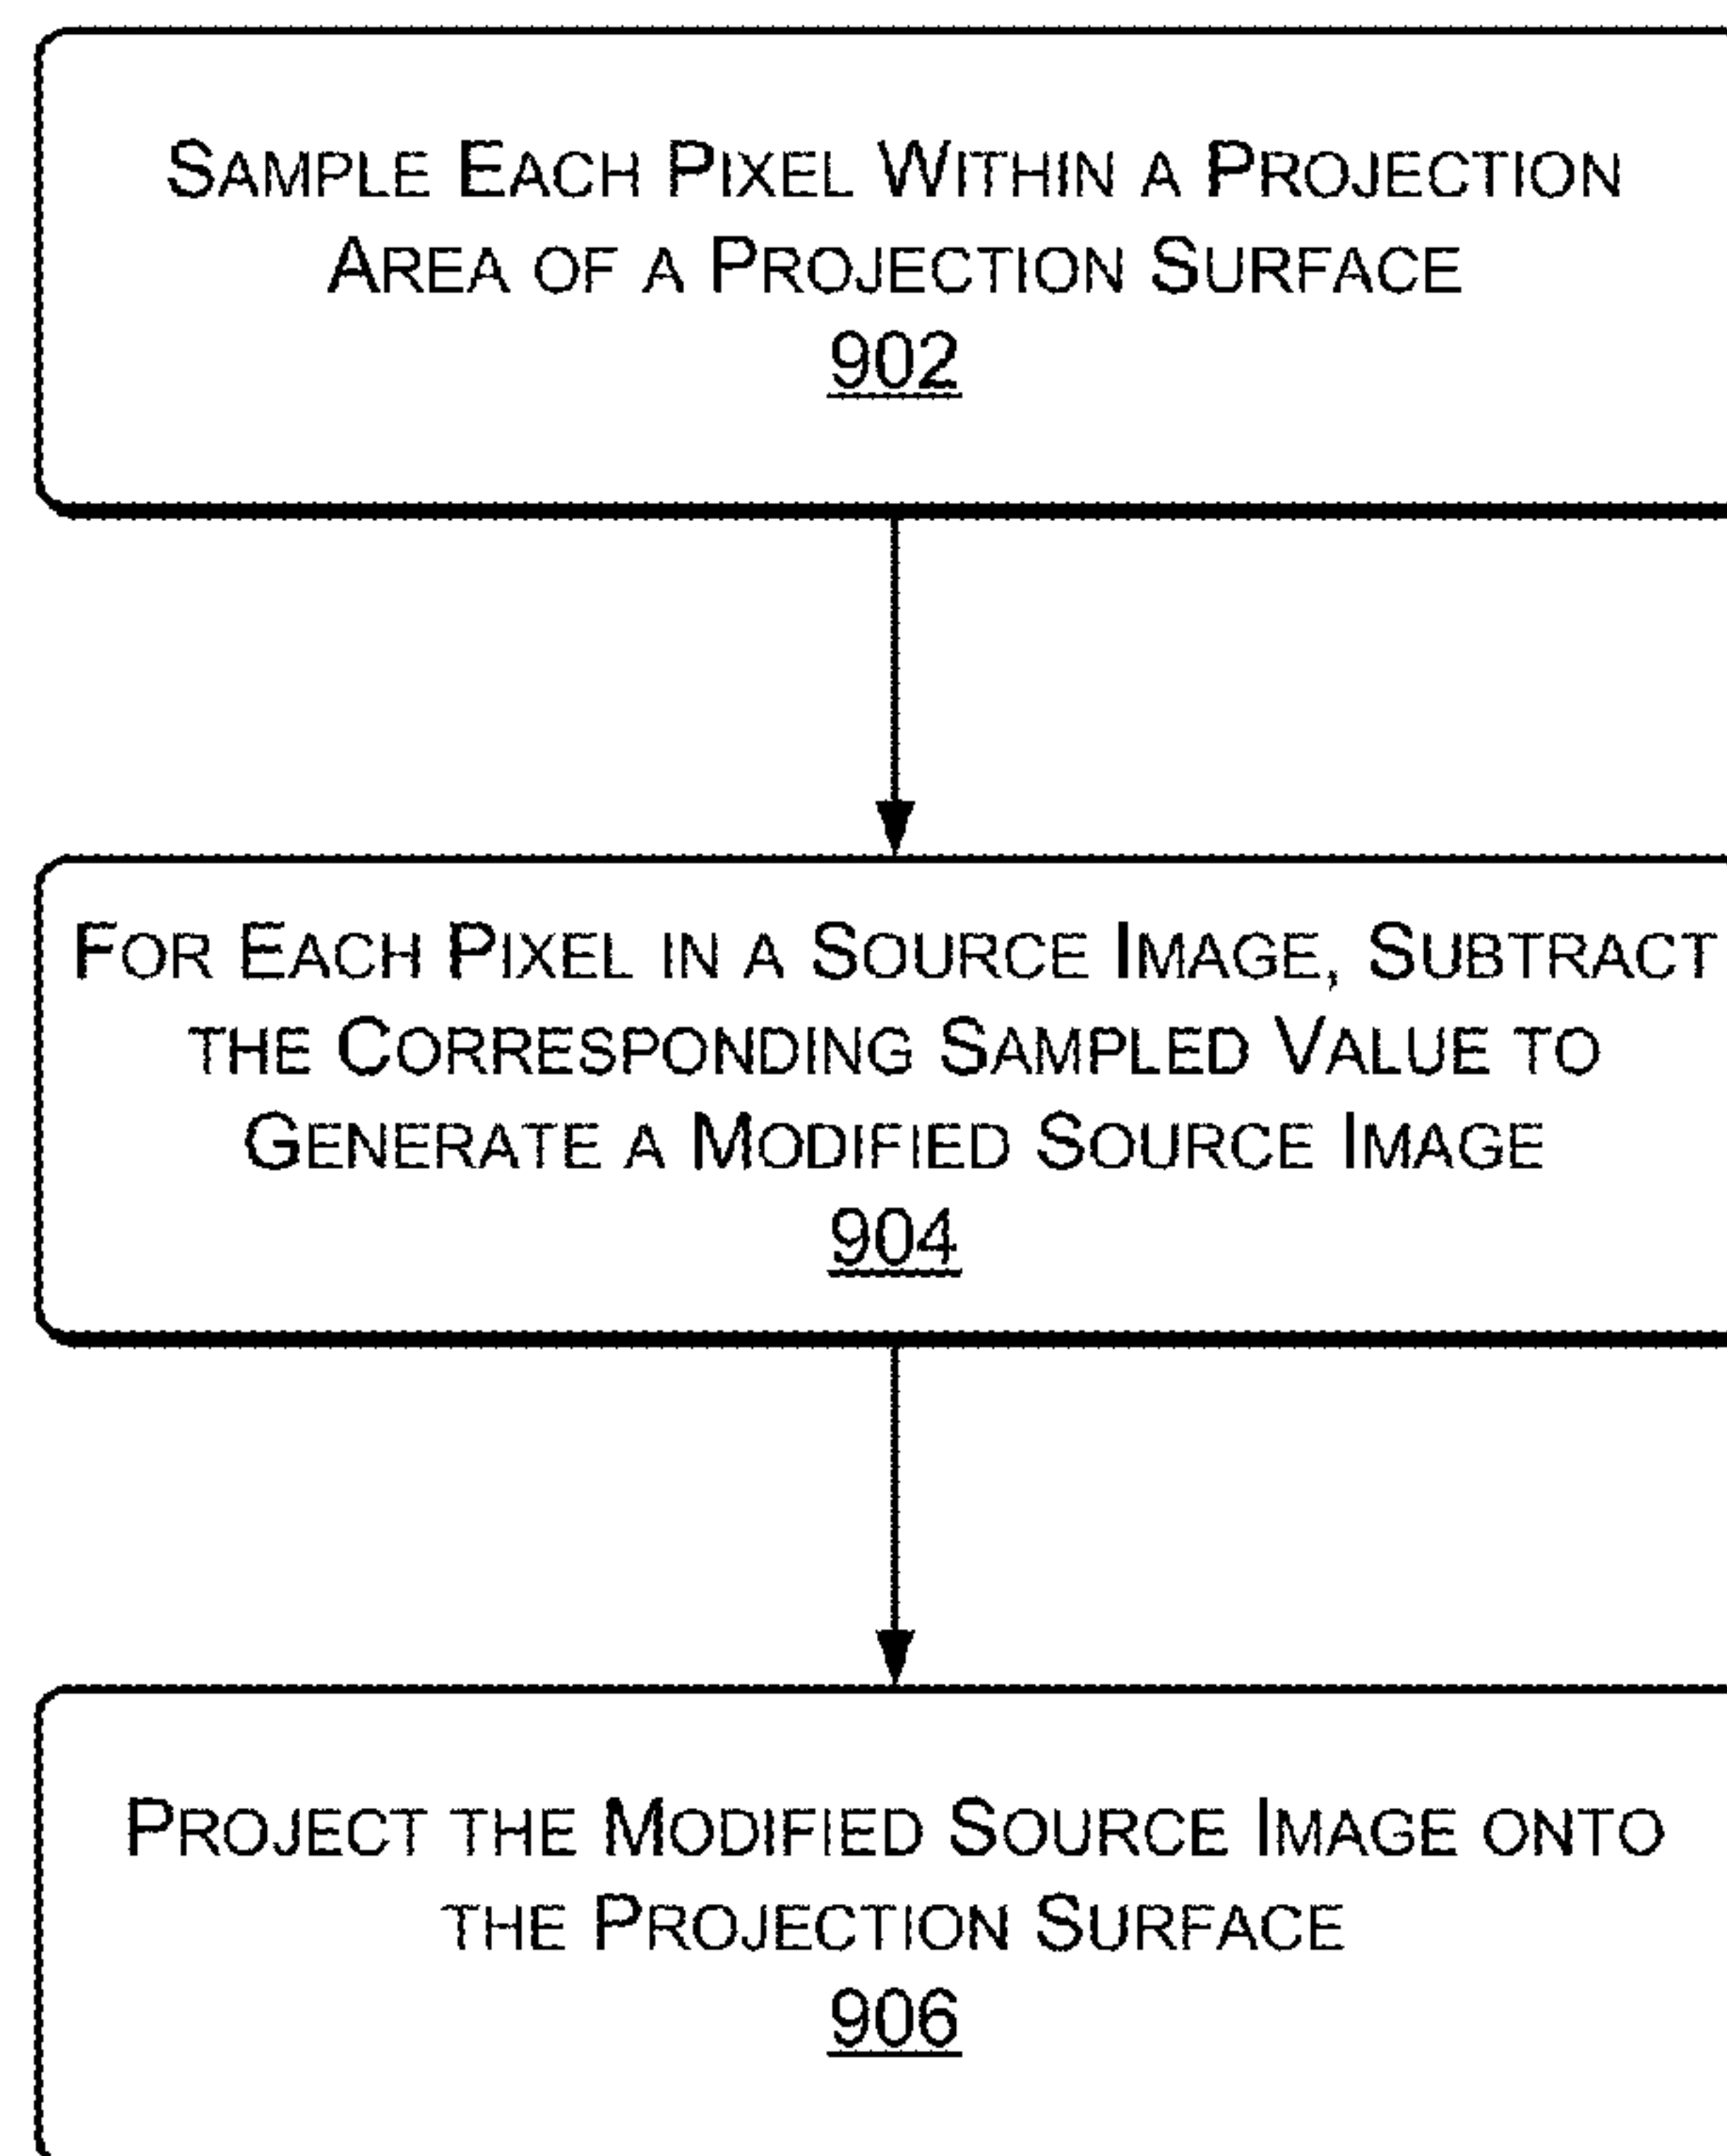 SAMPLE EACH PIXEL WITHIN A PROJECTION
AREA OF A PROJECTION SURFACE
902
FOR EACH PIXEL IN A SOURCE IMAGE, SUBTRACT
THE CORRESPONDING SAMPLED VALUE TO
GENERATE A MODIFIED SOURCE IMAGE
904
PROJECT THE MODIFIED SOURCE IMAGE ONTO
THE PROJECTION SURFACE
906